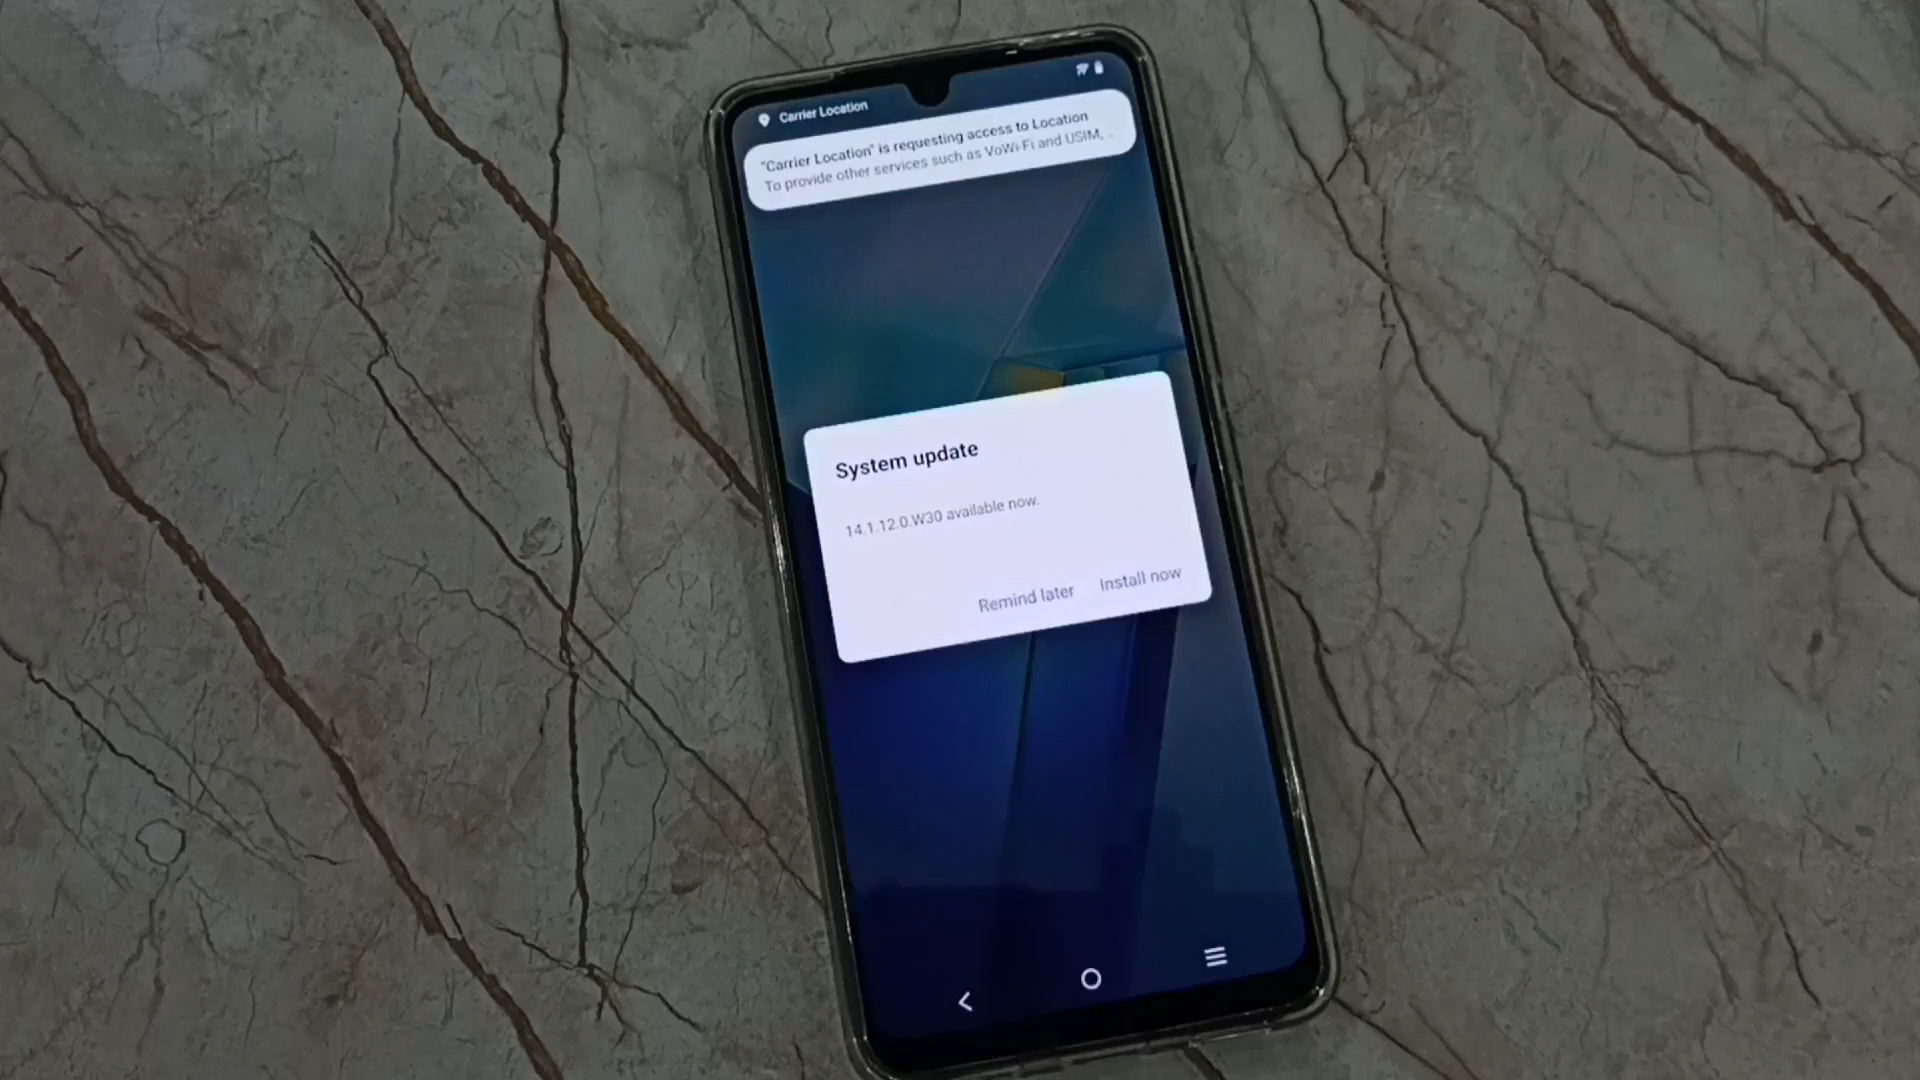 Carrier Location
"Carrier Location" is requesting access to Location
To provide other services such as VoWi-Fi and USIM, ..
System update
14.1.12.0.W30 available now.
Remind later Install now